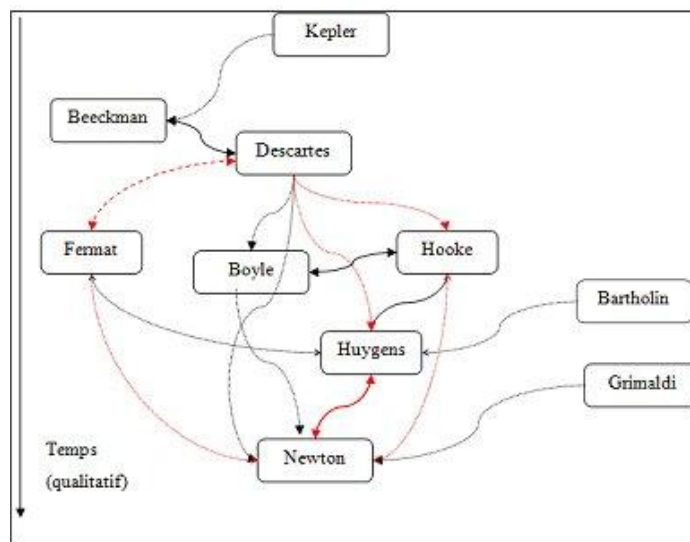 Kepler
Beeckman
Descartes
Fermat
Boyle
Hooke
Bartholin
Huygens
Grimaldi
Newton
Temps
(qualitatif)